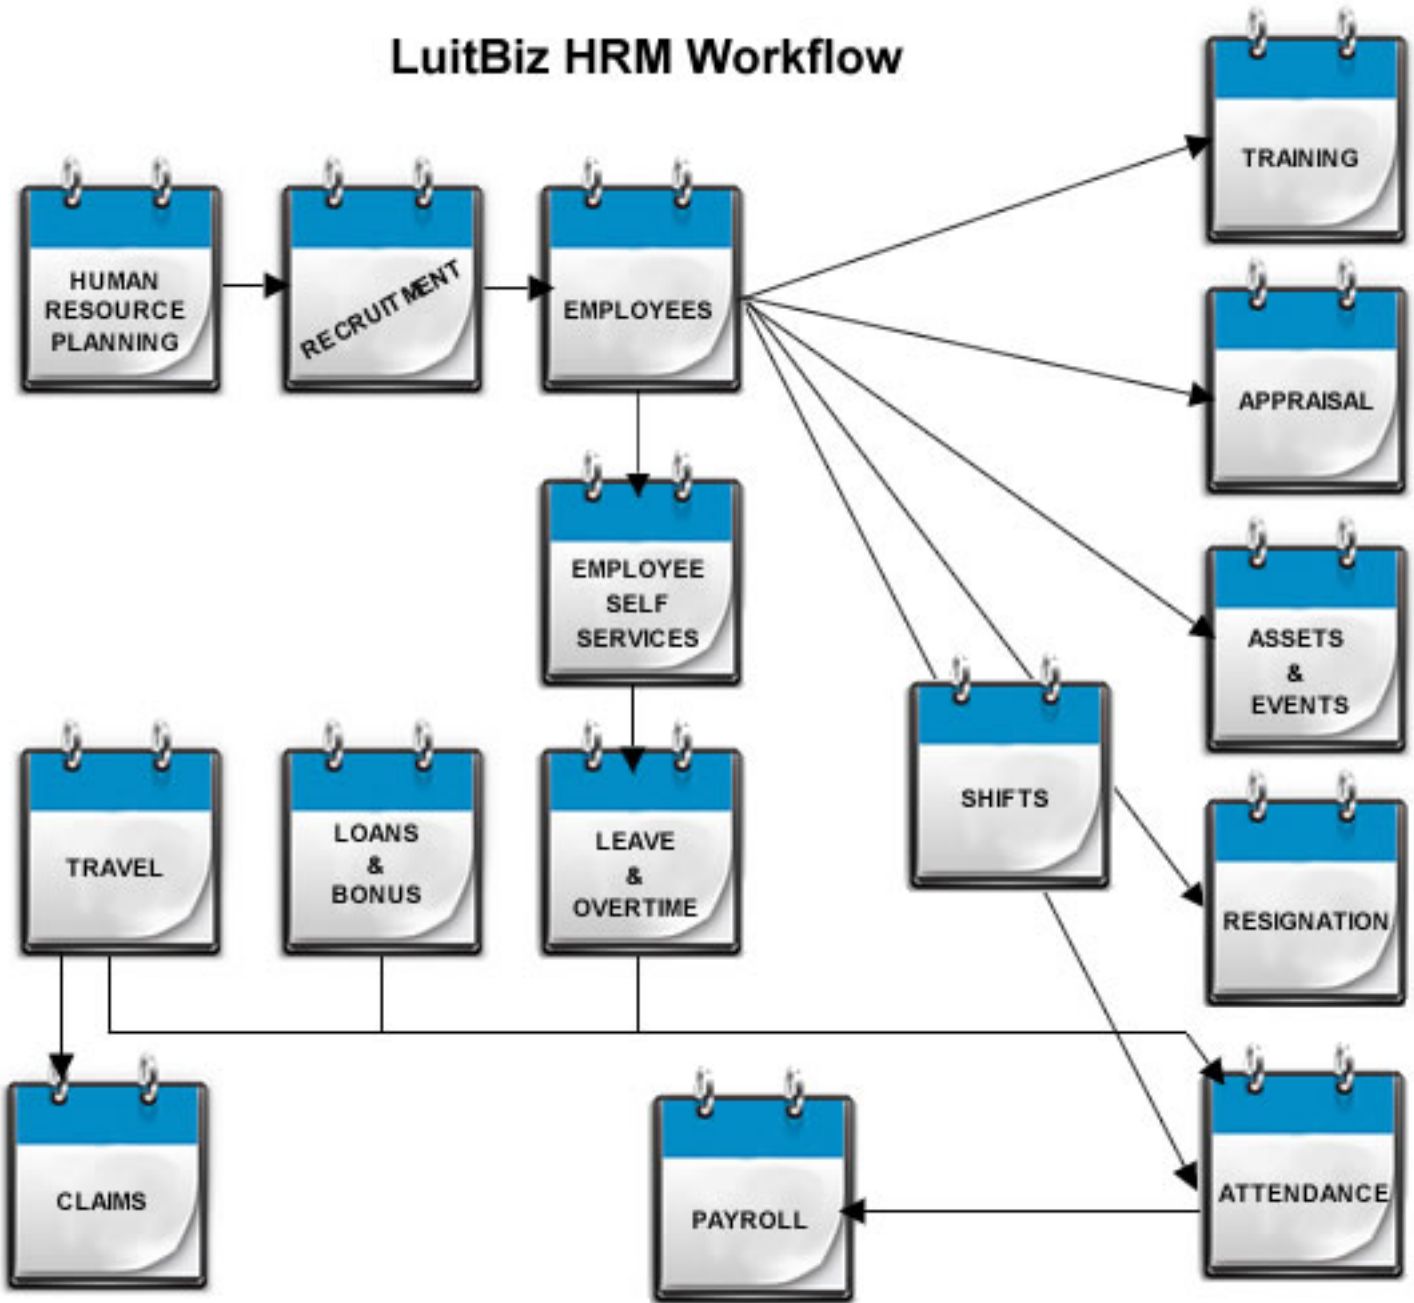 LuitBiz HRM Workflow
TRAINING
HUMAN
RESOURCE
PLANNING
RECRUITMENT
EMPLOYEES
APPRAISAL
EMPLOYEE
SELF
SERVICES
ASSETS
&
EVENTS
TRAVEL
LOANS
&
BONUS
LEAVE
&
OVERTIME
SHIFTS
RESIGNATION
CLAIMS
PAYROLL
ATTENDANCE